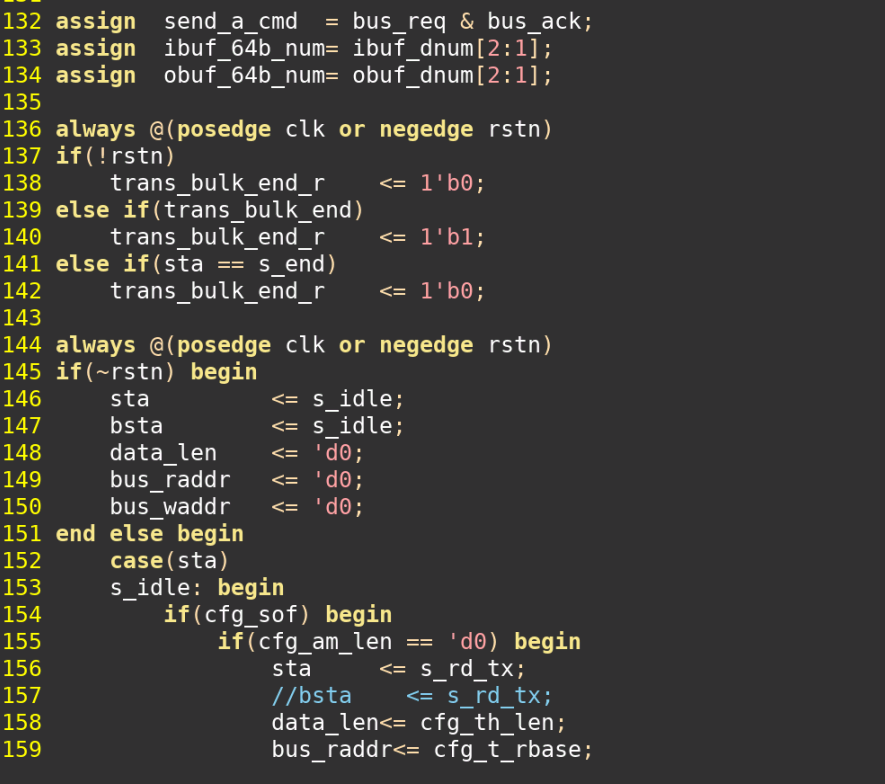 132 assign  send_a_cmd  = bus_req & bus_ack;
133 assign  ibuf_64b_num= ibuf_dnum[2:1];
134 assign  obuf_64b_num= obuf_dnum[2:1];
135
136 always @(posedge clk or negedge rstn)
137 if(!rstn)
138     trans_bulk_end_r    <= 1'b0;
139 else if(trans_bulk_end)
140     trans_bulk_end_r    <= 1'b1;
141 else if(sta == s_end)
142     trans_bulk_end_r    <= 1'b0;
143
144 always @(posedge clk or negedge rstn)
145 if(~rstn) begin
146     sta         <= s_idle;
147     bsta        <= s_idle;
148     data_len    <= 'd0;
149     bus_raddr   <= 'd0;
150     bus_waddr   <= 'd0;
151 end else begin
152     case(sta)
153     s_idle: begin
154         if(cfg_sof) begin
155             if(cfg_am_len == 'd0) begin
156                 sta     <= s_rd_tx;
157                 //bsta    <= s_rd_tx;
158                 data_len<= cfg_th_len;
159                 bus_raddr<= cfg_t_rbase;